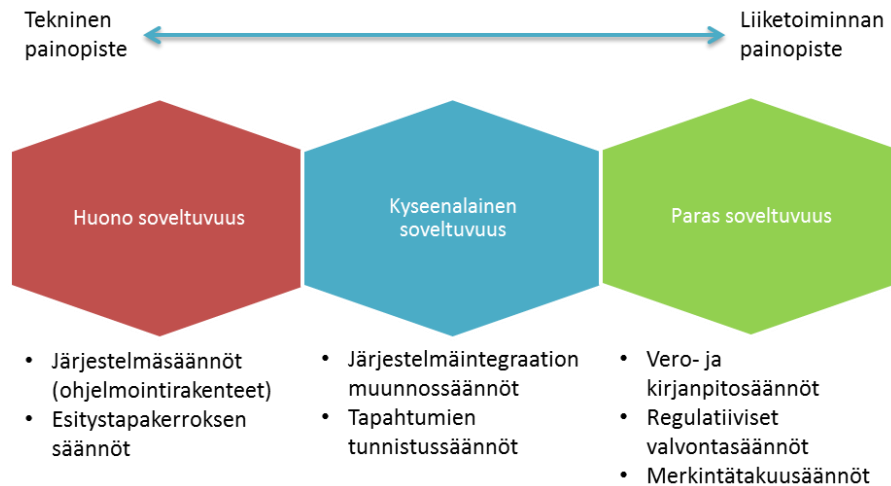 Tekninen
painopiste
Liiketoiminnan
painopiste
Huono soveltuvuus
Kyseenalainen
soveltuvuus
Paras soveltuvuus
• Järjestelmäsäännöt
(ohjelmointirakenteet)
• Esitystapakerroksen
säännöt
• Järjestelmäintegraation
muunnossäännöt
• Tapahtumien
tunnistussäännöt
• Vero- ja
kirjanpitosäännöt
• Regulatiiviset
valvontasäännöt
• Merkintätakuusäännöt